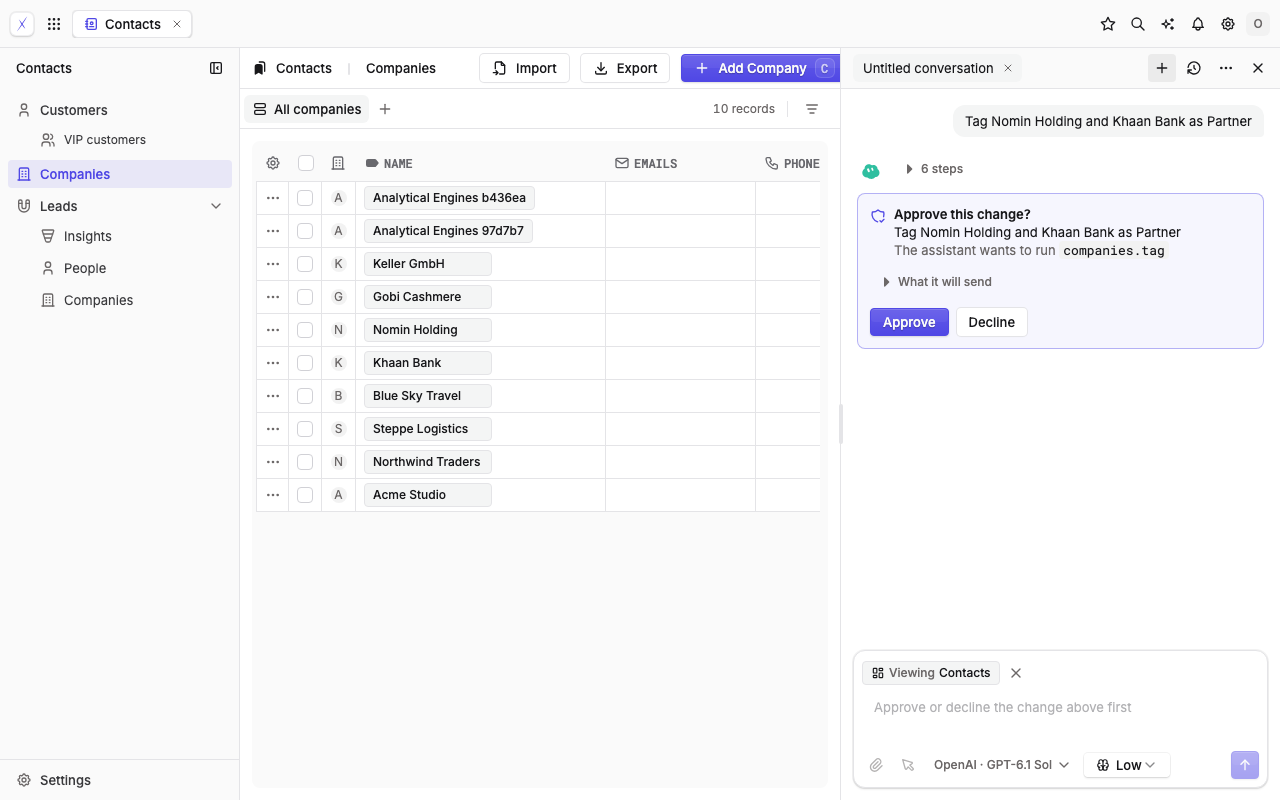 Contacts
O
Contacts
Customers
VIP customers
Companies
Leads
Insights
People
Companies
Settings
Contacts
Companies
Import
Export
Add Company
C
All companies
10 records
NAME
EMAILS
PHONE
A
Analytical Engines b436ea
A
Analytical Engines 97d7b7
K
Keller GmbH
G
Gobi Cashmere
N
Nomin Holding
K
Khaan Bank
B
Blue Sky Travel
S
Steppe Logistics
N
Northwind Traders
A
Acme Studio
Untitled conversation
Tag Nomin Holding and Khaan Bank as Partner
6 steps
Approve this change?
Tag Nomin Holding and Khaan Bank as Partner
The assistant wants to run companies.tag
What it will send
Approve
Decline
Viewing Contacts
Approve or decline the change above first
OpenAI · GPT-6.1 Sol
Low